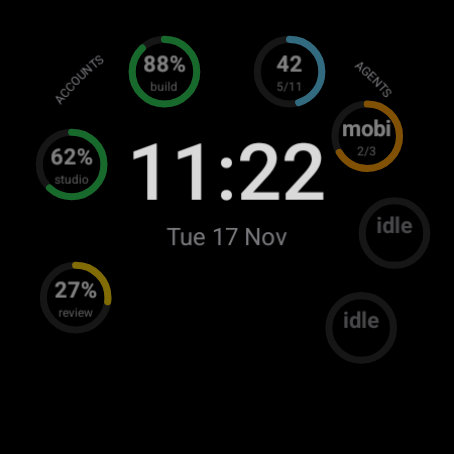 ACCOUNTS
88%
build
42
5/11
AGENTS
62%
studio
11:22
mobi
2/3
Tue 17 Nov
idle
27%
review
idle